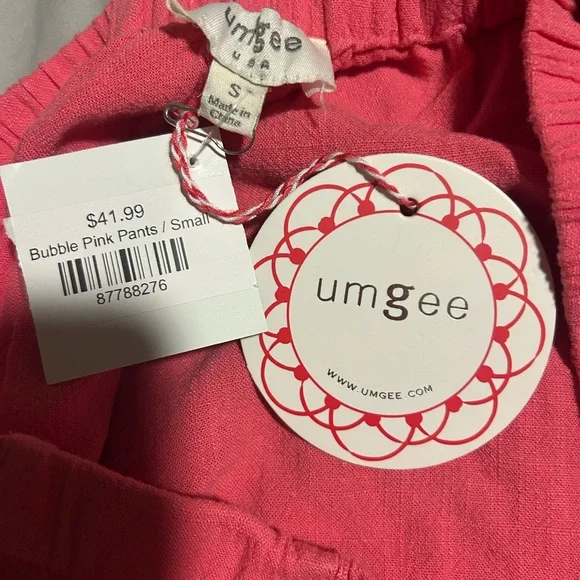 umgee
USA
S
Made in
China
$41.99
Bubble Pink Pants / Small
87788276
umgee
WWW.UMGEE.COM